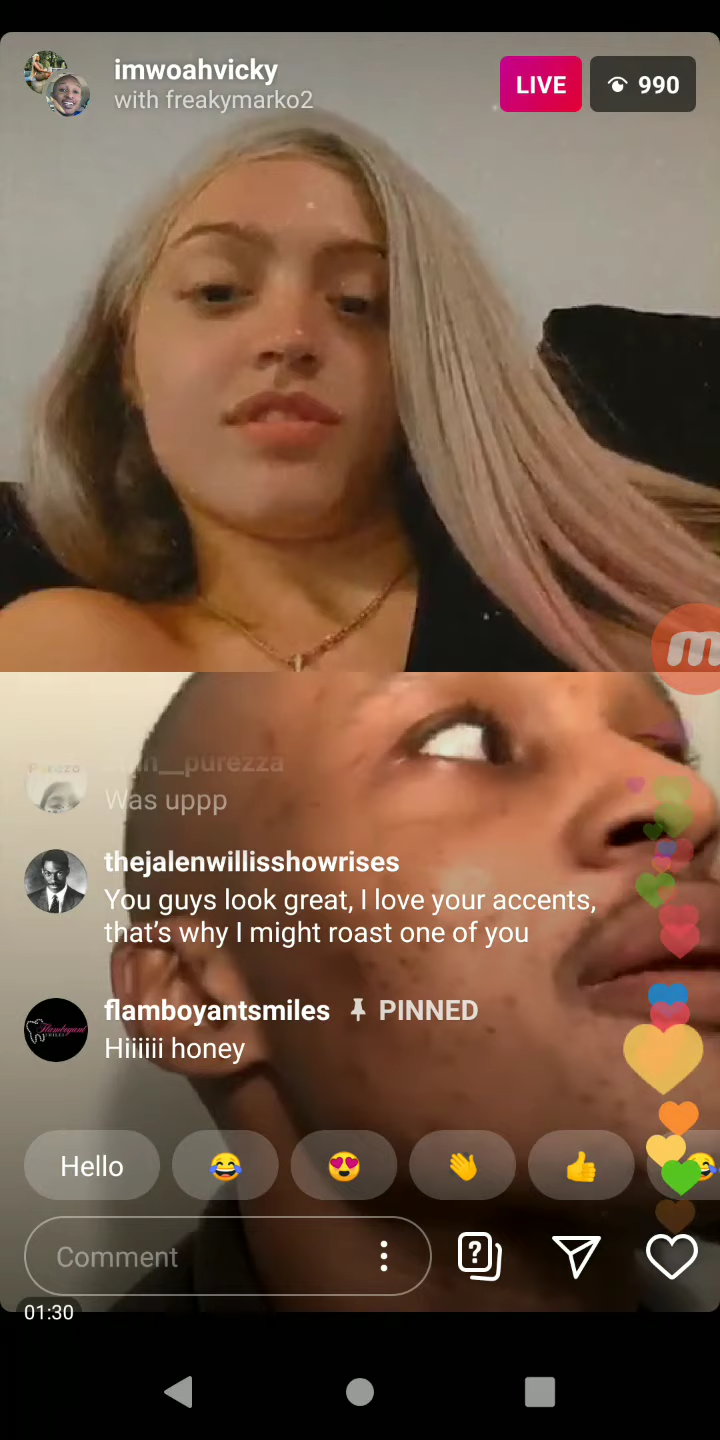 imwoahvicky
with freakymarko2
LIVE
990
__purezza
Was uppp
thejalenwillisshowrises
You guys look great, I love your accents,
that's why I might roast one of you
flamboyantsmiles PINNED
Hiiiiii honey
Hello
Comment
01:30